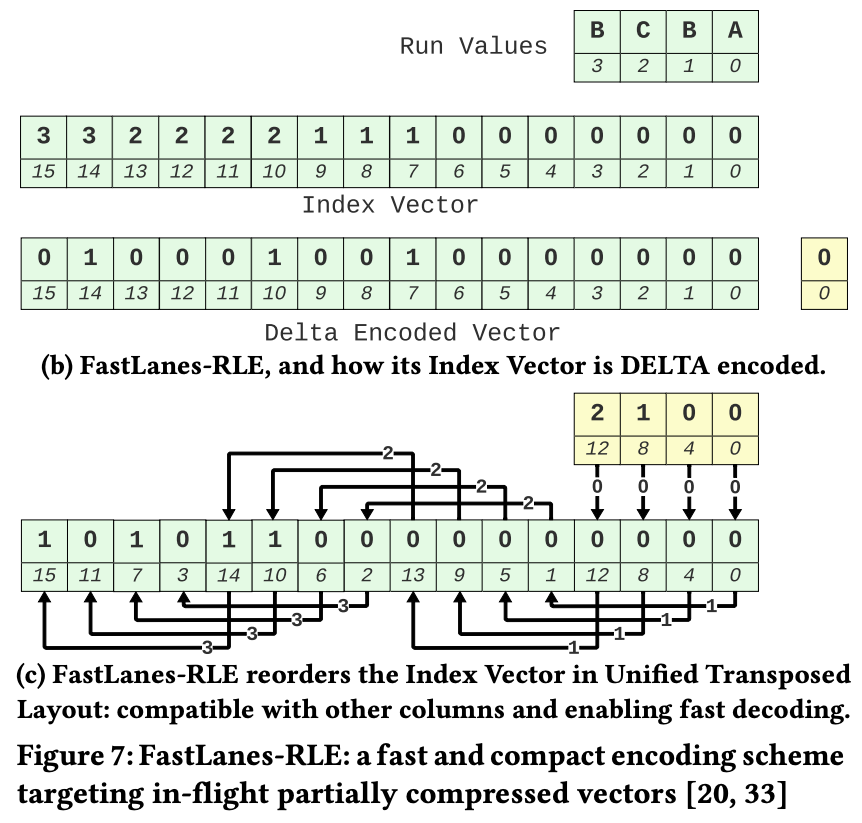 B C B A
Run Values
3 2 1 0
3 3 2 2 2 2 1 1 1 0 0 0 0 0 0 0
15 14 13 12 11 10 9 8 7 6 5 4 3 2 1 0
Index Vector
0 1 0 0 0 1 0 0 1 0 0 0 0 0 0 0 0
15 14 13 12 11 10 9 8 7 6 5 4 3 2 1 0 0
Delta Encoded Vector
(b) FastLanes-RLE, and how its Index Vector is DELTA encoded.
2 1 0 0
12 8 4 0
2
2
2 0 0 0 0
2
1 0 1 0 1 1 0 0 0 0 0 0 0 0 0 0
15 11 7 3 14 10 6 2 13 9 5 1 12 8 4 0
3 1
3 1
3 1
3 1
(c) FastLanes-RLE reorders the Index Vector in Unified Transposed
Layout: compatible with other columns and enabling fast decoding.
Figure 7: FastLanes-RLE: a fast and compact encoding scheme
targeting in-flight partially compressed vectors [20, 33]